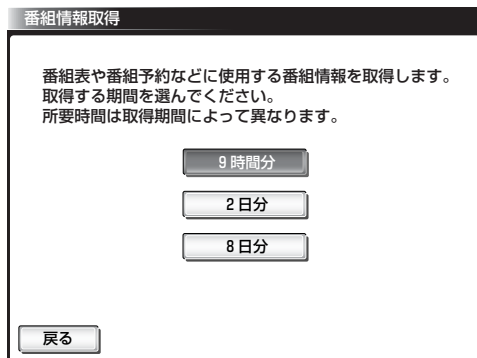 番組情報取得
番組表や番組予約などに使用する番組情報を取得します。
取得する期間を選んでください。
所要時間は取得期間によって異なります。
9時間分
2日分
8日分
戻る